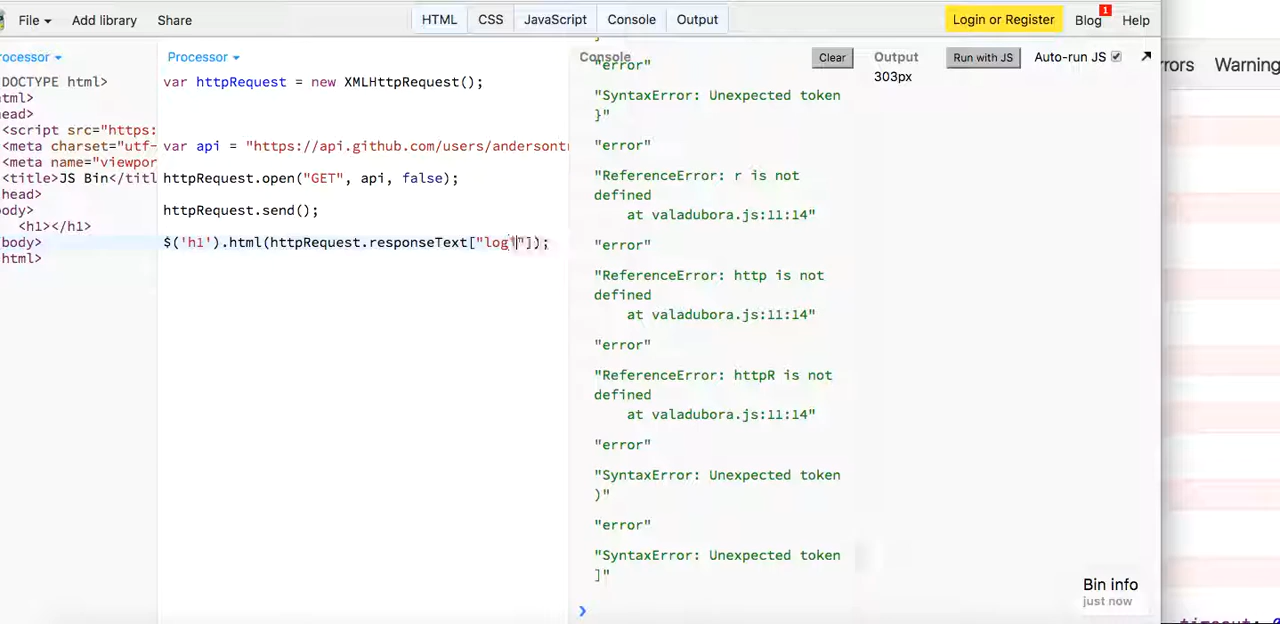 File Add library Share HTML CSS JavaScript Console Output Login or Register Blog 1 Help
rocessor
DOCTYPE html>
html>
ead>
<script src="https:
<meta charset="utf-
<meta name="viewpor
<title>JS Bin</titl
head>
ody>
<h1></h1>
body>
html>
Processor
var httpRequest = new XMLHttpRequest();
var api = "https://api.github.com/users/andersontr
httpRequest.open("GET", api, false);
httpRequest.send();
$('h1').html(httpRequest.responseText["log"]);
Console Clear
"error"
"SyntaxError: Unexpected token
}"
"error"
"ReferenceError: r is not
defined
at valadubora.js:11:14"
"error"
"ReferenceError: http is not
defined
at valadubora.js:11:14"
"error"
"ReferenceError: httpR is not
defined
at valadubora.js:11:14"
"error"
"SyntaxError: Unexpected token
)"
"error"
"SyntaxError: Unexpected token
]"
Output Run with JS Auto-run JS
303px
Bin info
just now
rrors Warning